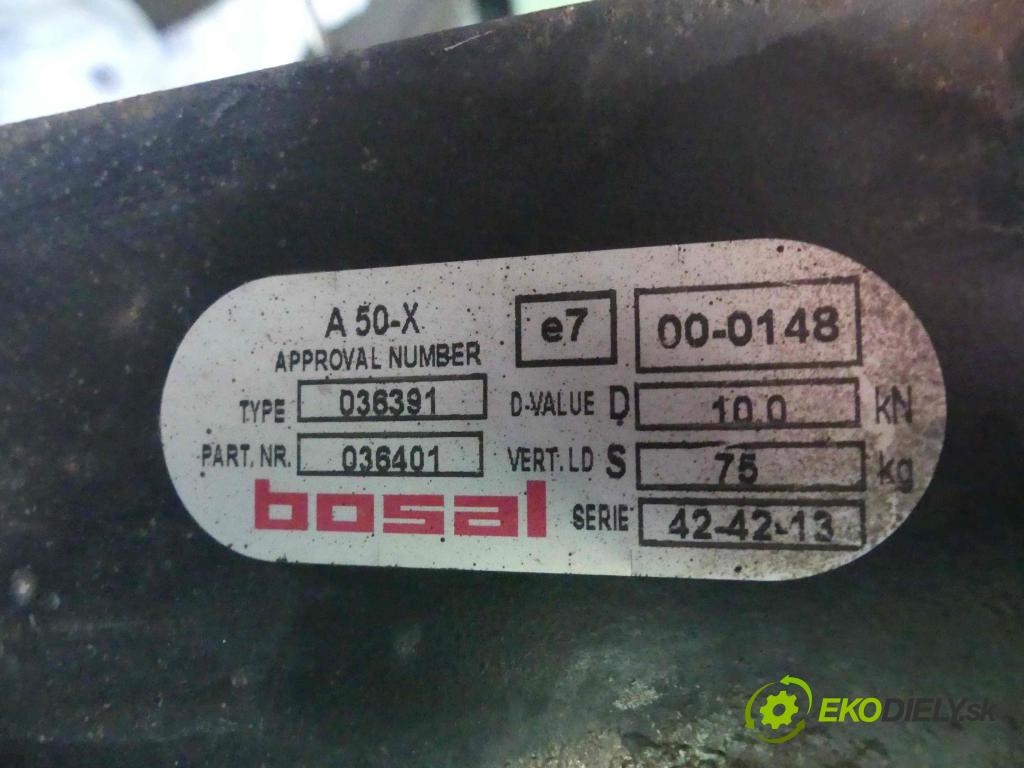 A 50-X e7 00-0148
APPROVAL NUMBER
TYPE 036391 D-VALUE D 10,0 kN
PART. NR. 036401 VERT. LD S 75 kg
bosal SERIE 42-42-13
EKODIELY.sk